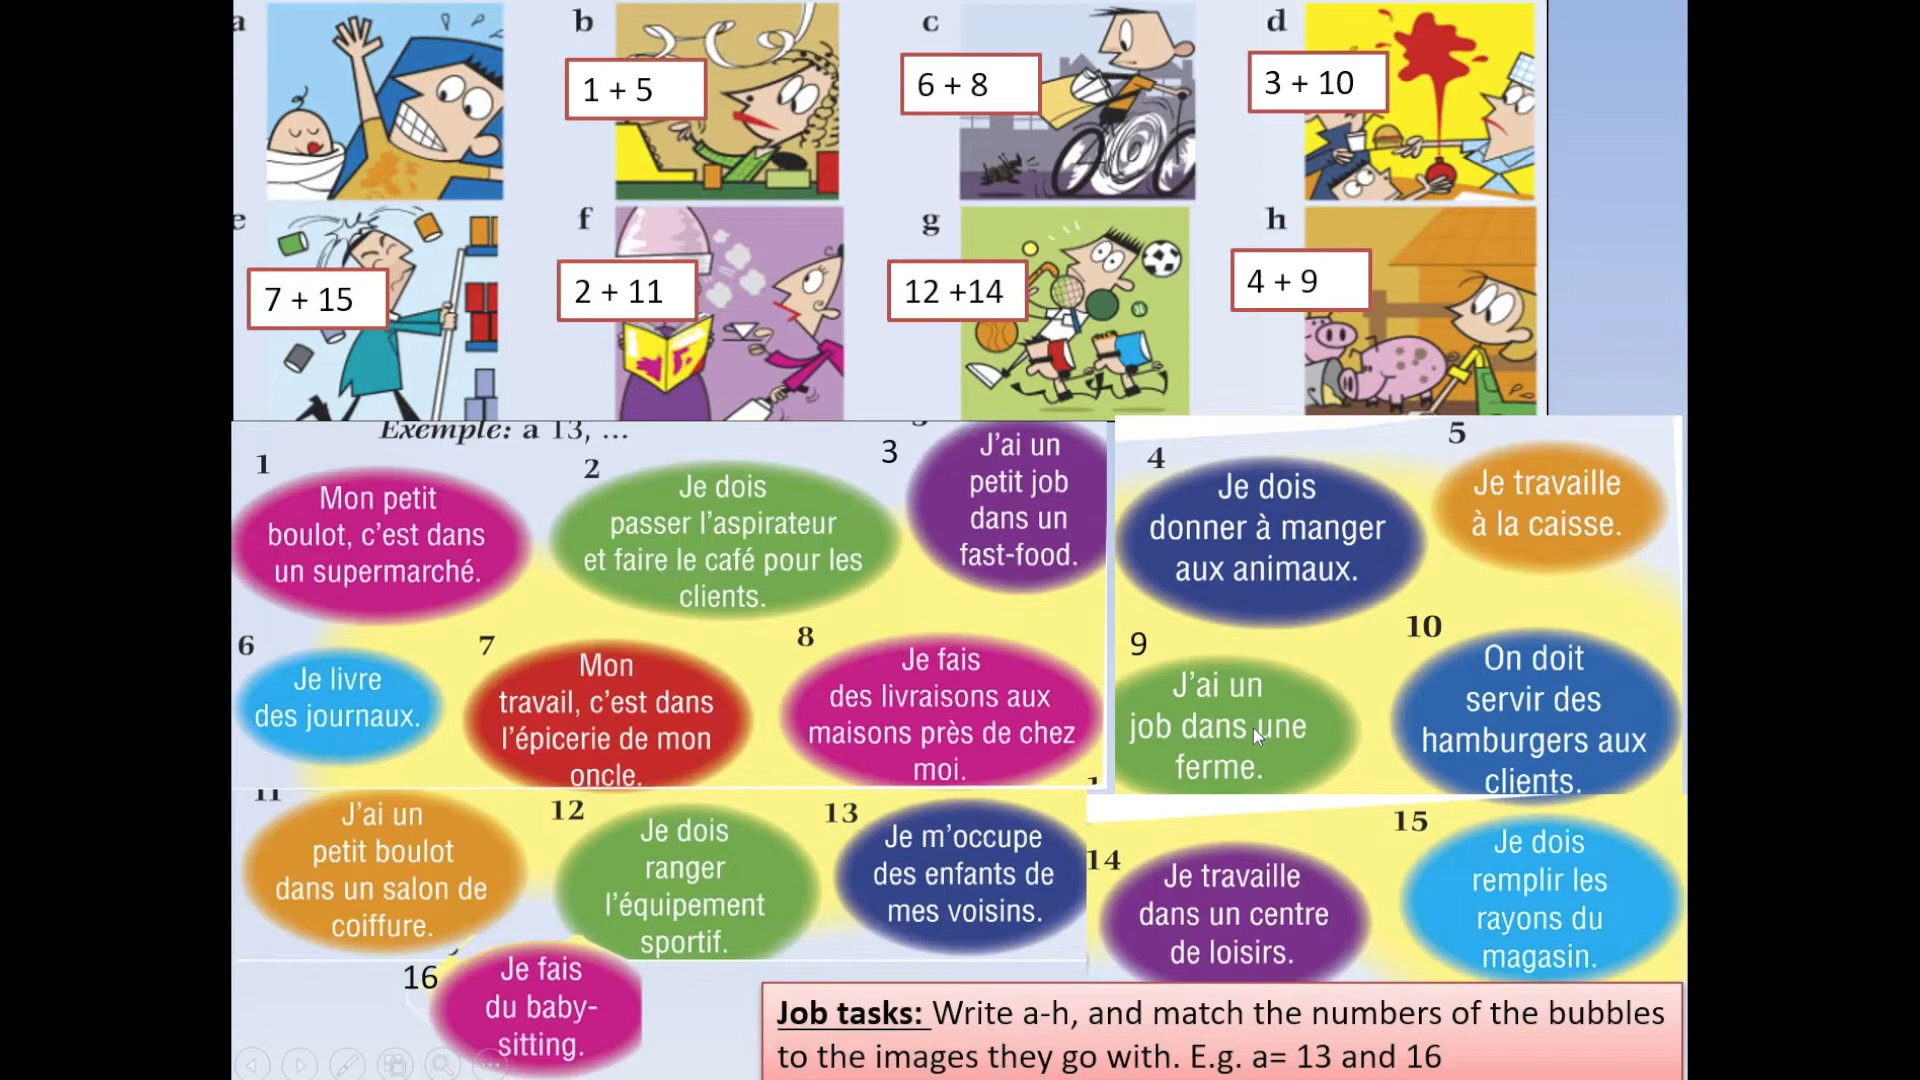 a
b
c
d
1 + 5
6 + 8
3 + 10
e
f
g
h
7 + 15
2 + 11
12 +14
4 + 9
Exemple: a 13, ...
1
Mon petit
boulot, c'est dans
un supermarché.
2
Je dois
passer l'aspirateur
et faire le café pour les
clients.
3
J'ai un
petit job
dans un
fast-food.
4
Je dois
donner à manger
aux animaux.
5
Je travaille
à la caisse.
6
Je livre
des journaux.
7
Mon
travail, c'est dans
l'épicerie de mon
oncle.
8
Je fais
des livraisons aux
maisons près de chez
moi.
9
J'ai un
job dans une
ferme.
10
On doit
servir des
hamburgers aux
clients.
11
J'ai un
petit boulot
dans un salon de
coiffure.
12
Je dois
ranger
l'équipement
sportif.
13
Je m'occupe
des enfants de
mes voisins.
14
Je travaille
dans un centre
de loisirs.
15
Je dois
remplir les
rayons du
magasin.
16
Je fais
du baby-
sitting.
Job tasks: Write a-h, and match the numbers of the bubbles
to the images they go with. E.g. a= 13 and 16